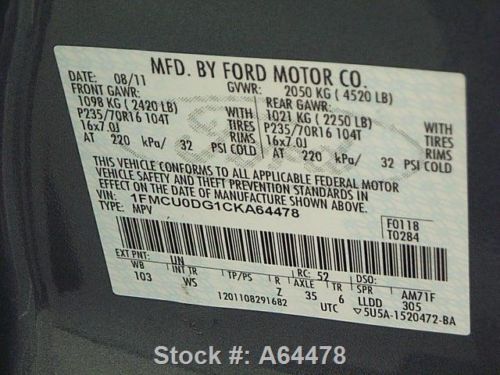 MFD. BY FORD MOTOR CO.
08/11 GVWR: 2050 KG ( 4520 LB)
FRONT GAWR: REAR GAWR:
1098 KG ( 2420 LB) 1021 KG ( 2250 LB)
P235/70R16 104T WITH TIRES P235/70R16 104T WITH TIRES
16x7.0J RIMS 16x7.0J RIMS
AT 220 kPa/ 32 PSI COLD AT 220 kPa/ 32 PSI COLD
THIS VEHICLE CONFORMS TO ALL APPLICABLE FEDERAL MOTOR
VEHICLE SAFETY AND THEFT PREVENTION STANDARDS IN
EFFECT ON THE DATE OF MANUFACTURE SHOWN ABOVE.
VIN: 1FMCU0DG1CKA64478 F0118
TYPE: MPV T0284
EXT PNT: UN RC: 52 DSO:
WB INT TR TP/PS R AXLE TR SPR AM71F
103 WS Z 35 6 LLDD 305
1201108291682 UTC ▽5U5A-1520472-BA
Stock #: A64478